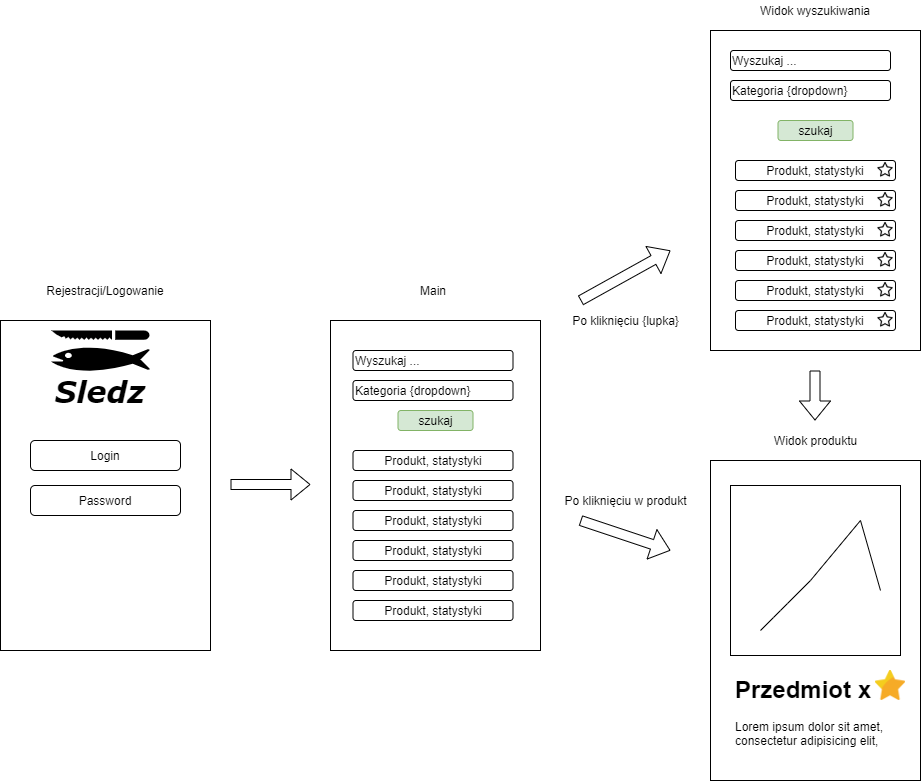 Rejestracji/Logowanie
Sledz
Login
Password
Main
Wyszukaj ...
Kategoria {dropdown}
szukaj
Produkt, statystyki
Produkt, statystyki
Produkt, statystyki
Produkt, statystyki
Produkt, statystyki
Produkt, statystyki
Po kliknięciu {lupka}
Po kliknięciu w produkt
Widok wyszukiwania
Wyszukaj ...
Kategoria {dropdown}
szukaj
Produkt, statystyki
Produkt, statystyki
Produkt, statystyki
Produkt, statystyki
Produkt, statystyki
Produkt, statystyki
Widok produktu
Przedmiot x
Lorem ipsum dolor sit amet,
consectetur adipisicing elit,